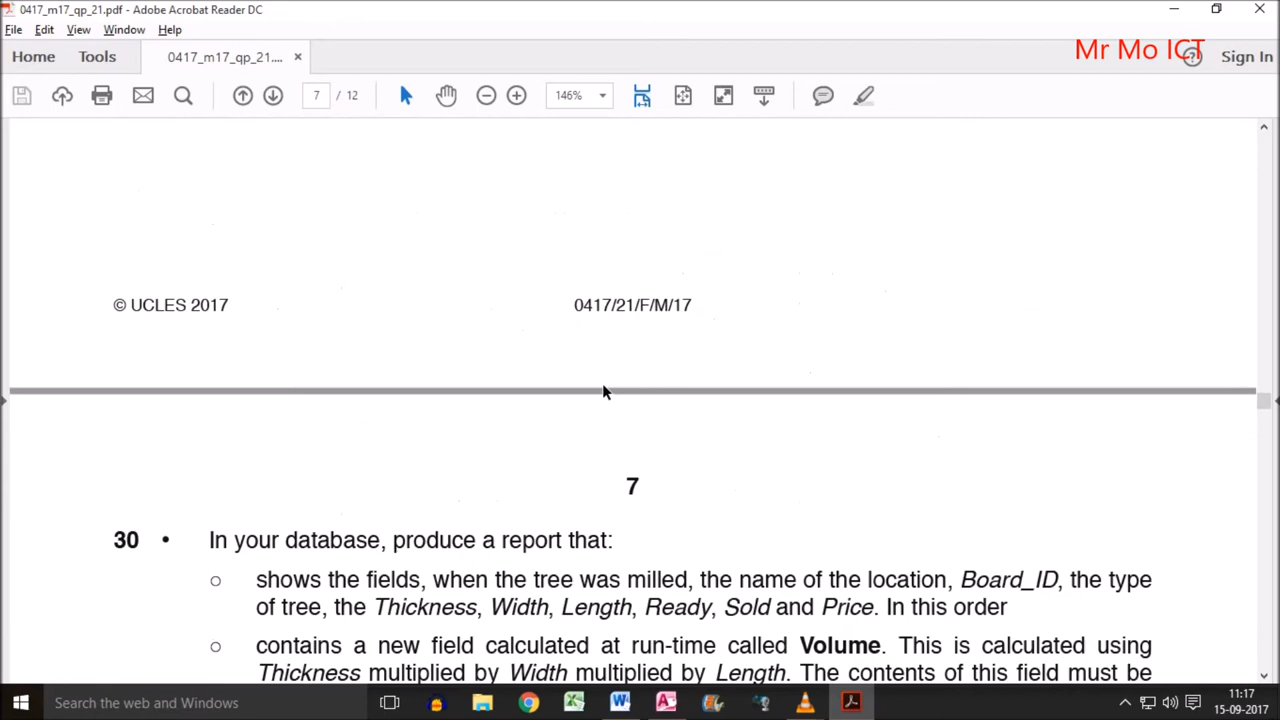 0417_m17_qp_21.pdf - Adobe Acrobat Reader DC
File Edit View Window Help
Mr Mo ICT
Home Tools 0417_m17_qp_21.... × Sign In
7 / 12 146%
© UCLES 2017 0417/21/F/M/17
7
30 • In your database, produce a report that:
○ shows the fields, when the tree was milled, the name of the location, Board_ID, the type
of tree, the Thickness, Width, Length, Ready, Sold and Price. In this order
○ contains a new field calculated at run-time called Volume. This is calculated using
Thickness multiplied by Width multiplied by Length. The contents of this field must be
Search the web and Windows
11:17
15-09-2017